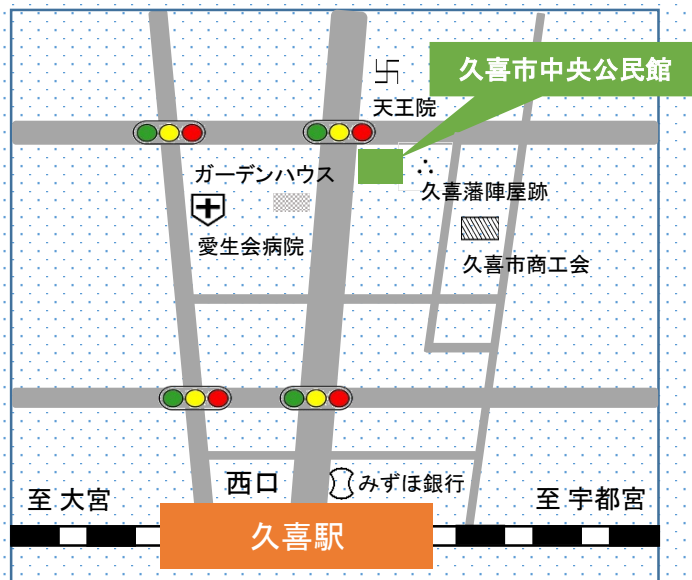 久喜市中央公民館
天王院
ガーデンハウス
久喜藩陣屋跡
愛生会病院
久喜市商工会
西口
みずほ銀行
至 大宮
至 宇都宮
久喜駅